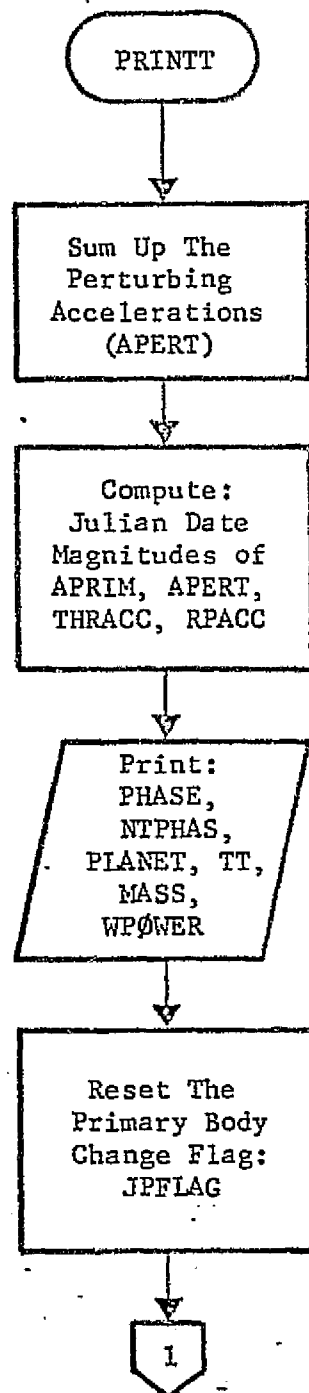 PRINTT
Sum Up The
Perturbing
Accelerations
(APERT)
Compute:
Julian Date
Magnitudes of
APRIM, APERT,
THRACC, RPACC
Print:
PHASE,
NTPHAS,
PLANET, TT,
MASS,
WPØWER
Reset The
Primary Body
Change Flag:
JPFLAG
1